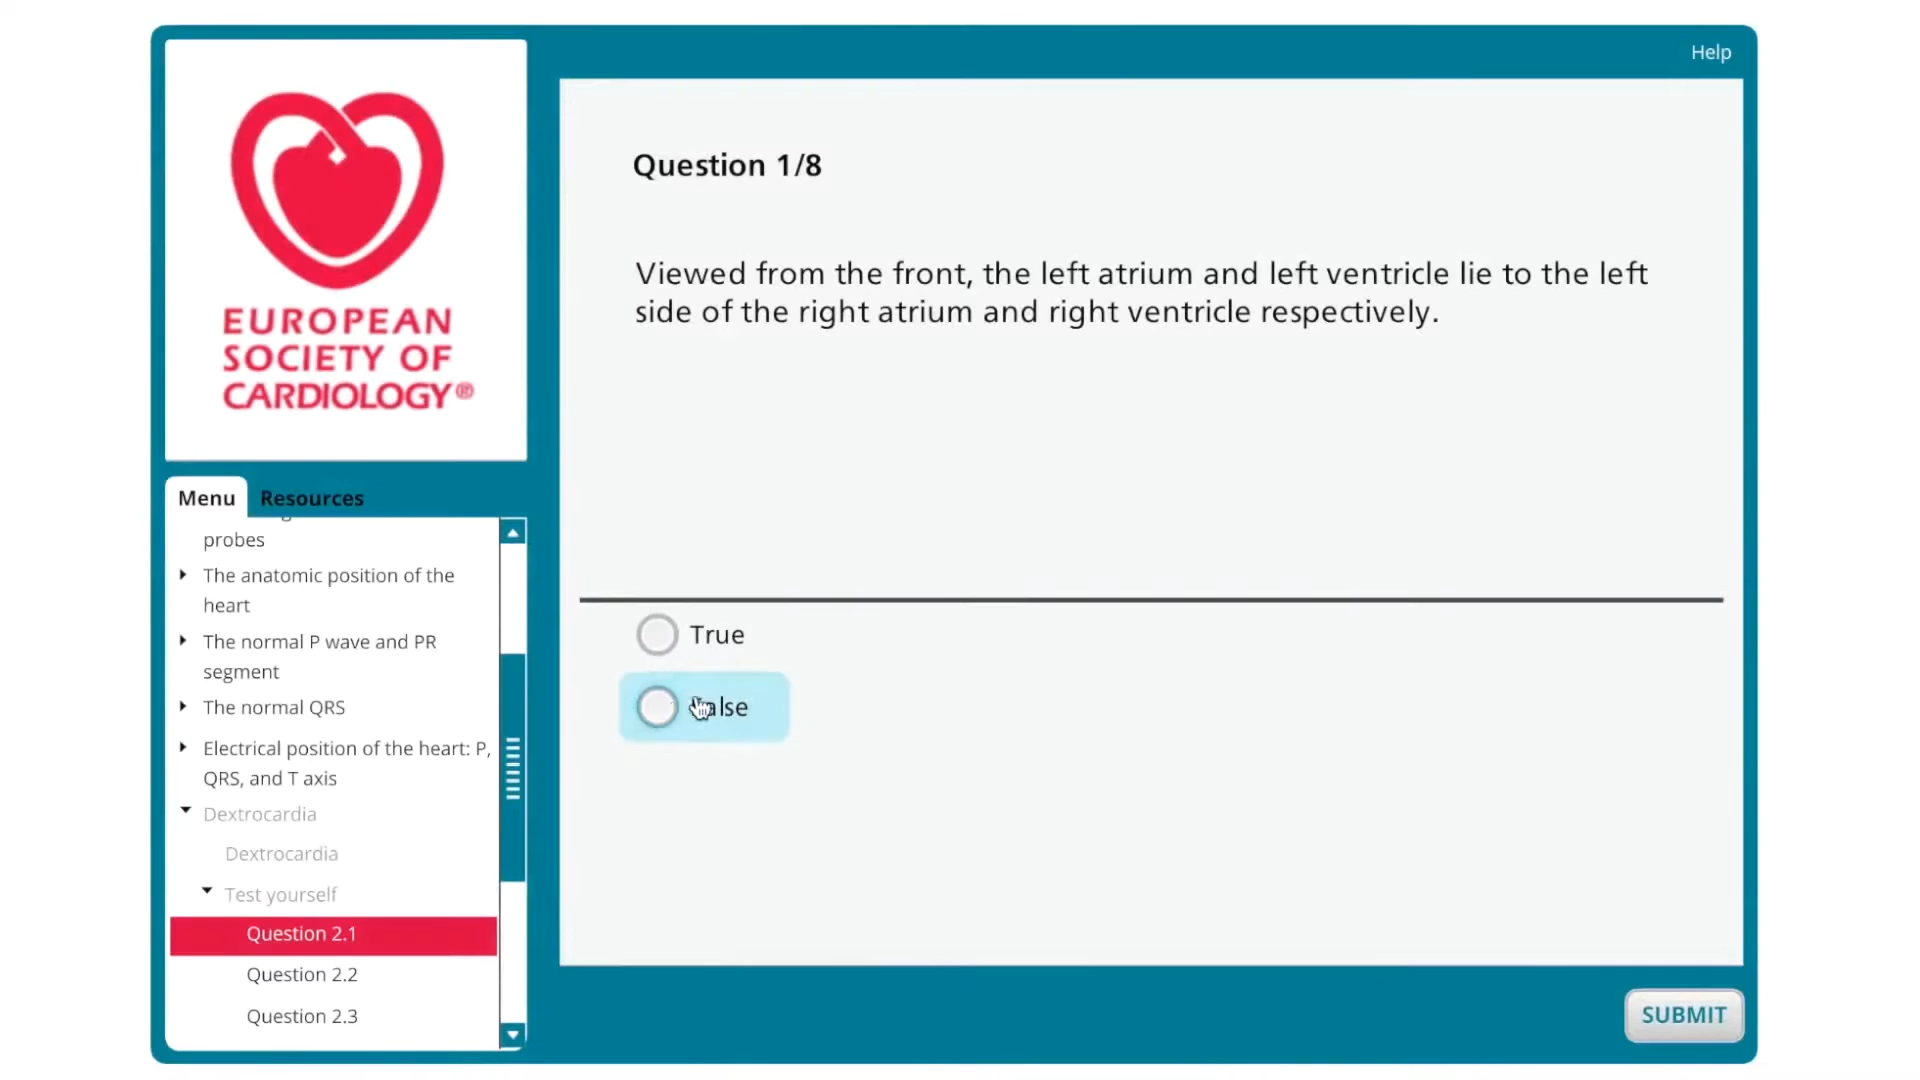 Help
EUROPEAN
SOCIETY OF
CARDIOLOGY®
Menu
Resources
probes
The anatomic position of the
heart
The normal P wave and PR
segment
The normal QRS
Electrical position of the heart: P,
QRS, and T axis
Dextrocardia
Dextrocardia
Test yourself
Question 2.1
Question 2.2
Question 2.3
Question 1/8
Viewed from the front, the left atrium and left ventricle lie to the left
side of the right atrium and right ventricle respectively.
True
False
SUBMIT